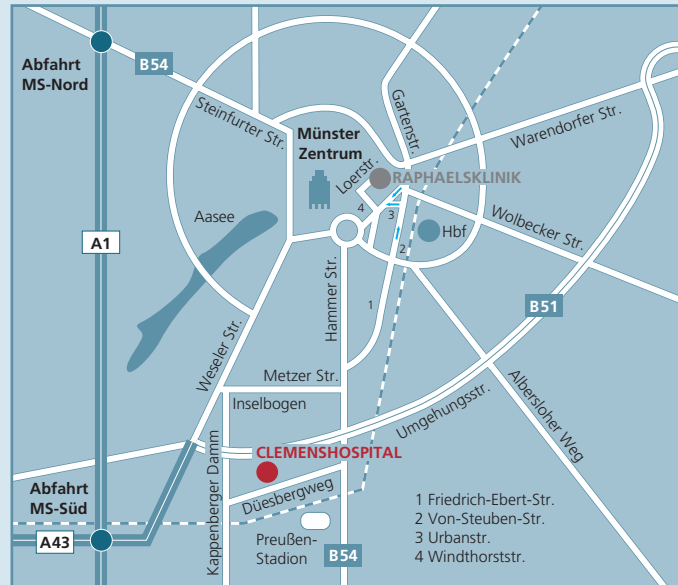 Abfahrt
MS-Nord
B54
Steinfurter Str.
Gartenstr.
Warendorfer Str.
Münster
Zentrum
Loerstr.
RAPHAELSKLINIK
4
3
Aasee
Wolbecker Str.
A1
Hbf
2
Hammer Str.
1
B51
Weseler Str.
Metzer Str.
Inselbogen
Umgehungsstr.
Albersloher Weg
CLEMENSHOSPITAL
Kappenberger Damm
Düesbergweg
Abfahrt
MS-Süd
A43
Preußen-
Stadion
B54
1 Friedrich-Ebert-Str.
2 Von-Steuben-Str.
3 Urbanstr.
4 Windthorststr.